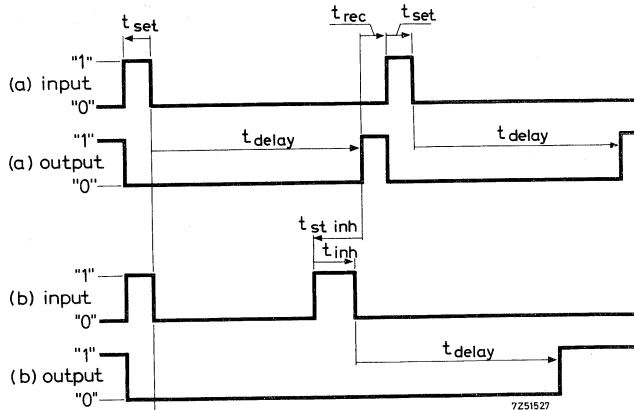 t set
t rec
t set
"1"
(a) input
"0"
"1"
t delay
t delay
(a) output
"0"
t st inh
t inh
"1"
(b) input
"0"
"1"
t delay
(b) output
"0"
7Z51527